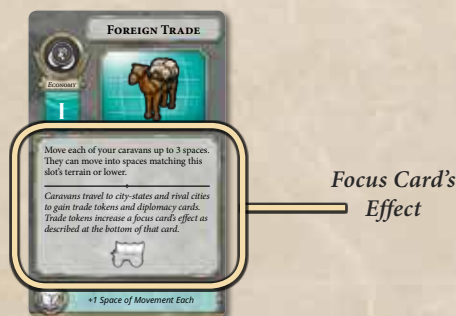 Foreign Trade
Economy
I
Move each of your caravans up to 3 spaces.
They can move into spaces matching this
slot's terrain or lower.
Caravans travel to city-states and rival cities
to gain trade tokens and diplomacy cards.
Trade tokens increase a focus card's effect as
described at the bottom of that card.
+1 Space of Movement Each
Focus Card's
Effect